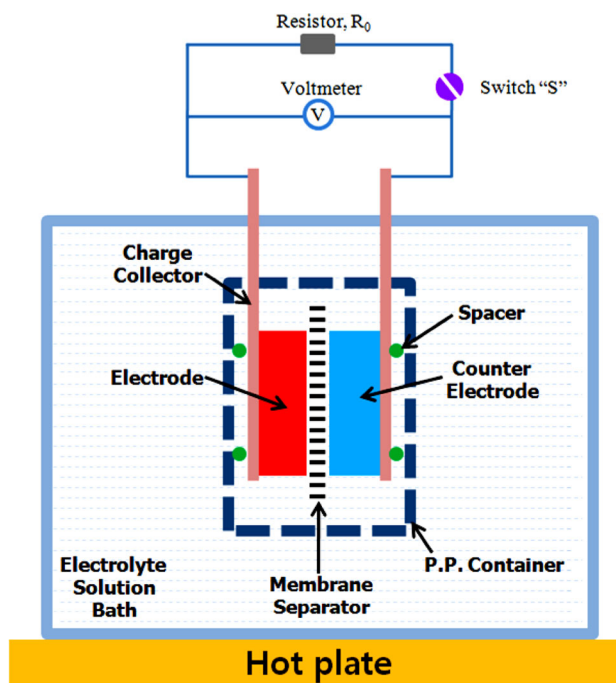 Resistor, R₀
Voltmeter
Switch “S”
V
Charge
Collector
Spacer
Electrode
Counter
Electrode
Electrolyte
Solution
Bath
Membrane
Separator
P.P. Container
Hot plate